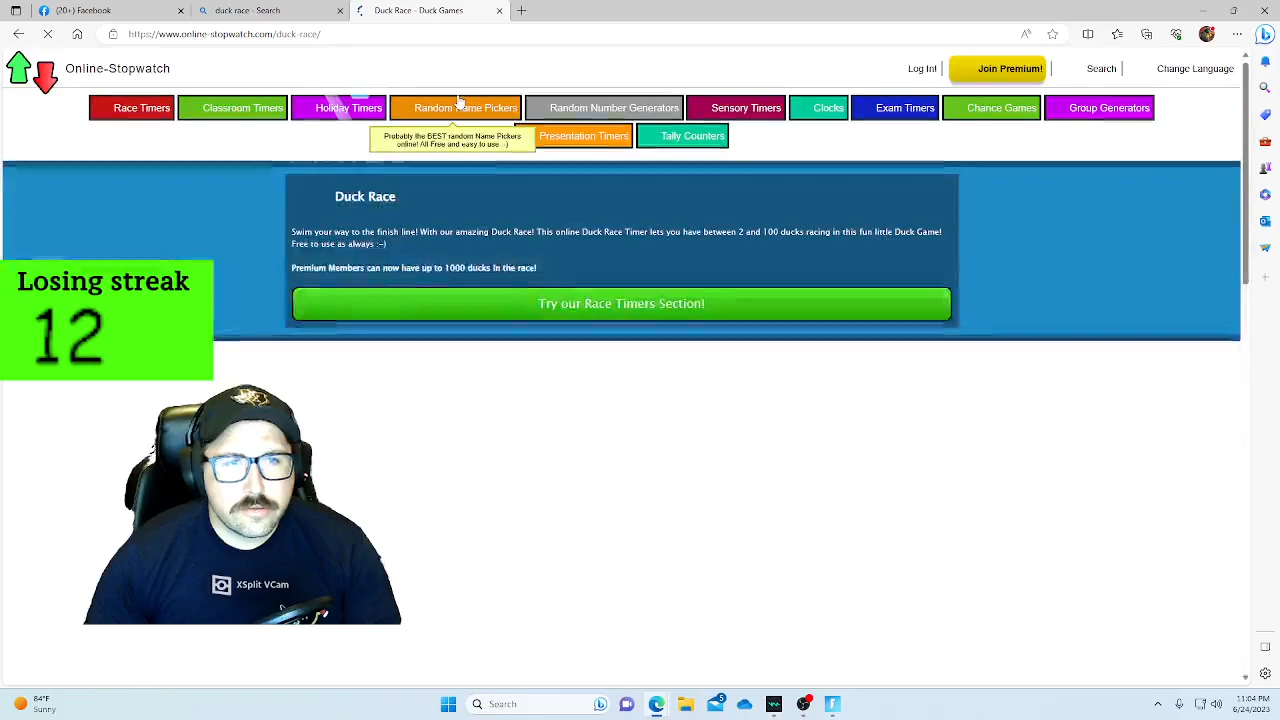 (20+) Facebook
Duck race - Search
Duck Race - Duck Games
https://www.online-stopwatch.com/duck-race/
Online-Stopwatch
Log In!
Join Premium!
Search
Change Language
Race Timers
Classroom Timers
Holiday Timers
Random Name Pickers
Random Number Generators
Sensory Timers
Clocks
Exam Timers
Chance Games
Group Generators
Probably the BEST random Name Pickers
online! All Free and easy to use :-)
Presentation Timers
Tally Counters
Duck Race
Swim your way to the finish line! With our amazing Duck Race! This online Duck Race Timer lets you have between 2 and 100 ducks racing in this fun little Duck Game!
Free to use as always :-)
Premium Members can now have up to 1000 ducks in the race!
Try our Race Timers Section!
Losing streak
12
XSplit VCam
84°F
Sunny
Search
5
11:04 PM
6/24/2023